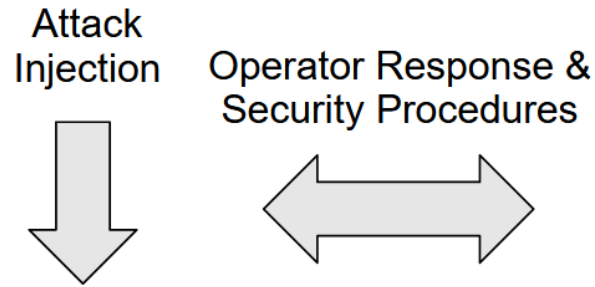 Attack
Injection
Operator Response &
Security Procedures